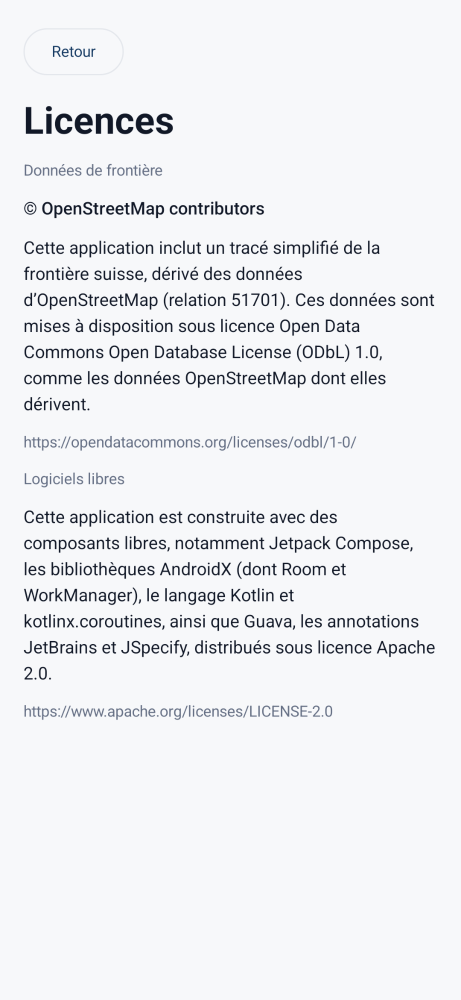 Retour
Licences
Données de frontière
© OpenStreetMap contributors
Cette application inclut un tracé simplifié de la
frontière suisse, dérivé des données
d’OpenStreetMap (relation 51701). Ces données sont
mises à disposition sous licence Open Data
Commons Open Database License (ODbL) 1.0,
comme les données OpenStreetMap dont elles
dérivent.
https://opendatacommons.org/licenses/odbl/1-0/
Logiciels libres
Cette application est construite avec des
composants libres, notamment Jetpack Compose,
les bibliothèques AndroidX (dont Room et
WorkManager), le langage Kotlin et
kotlinx.coroutines, ainsi que Guava, les annotations
JetBrains et JSpecify, distribués sous licence Apache
2.0.
https://www.apache.org/licenses/LICENSE-2.0